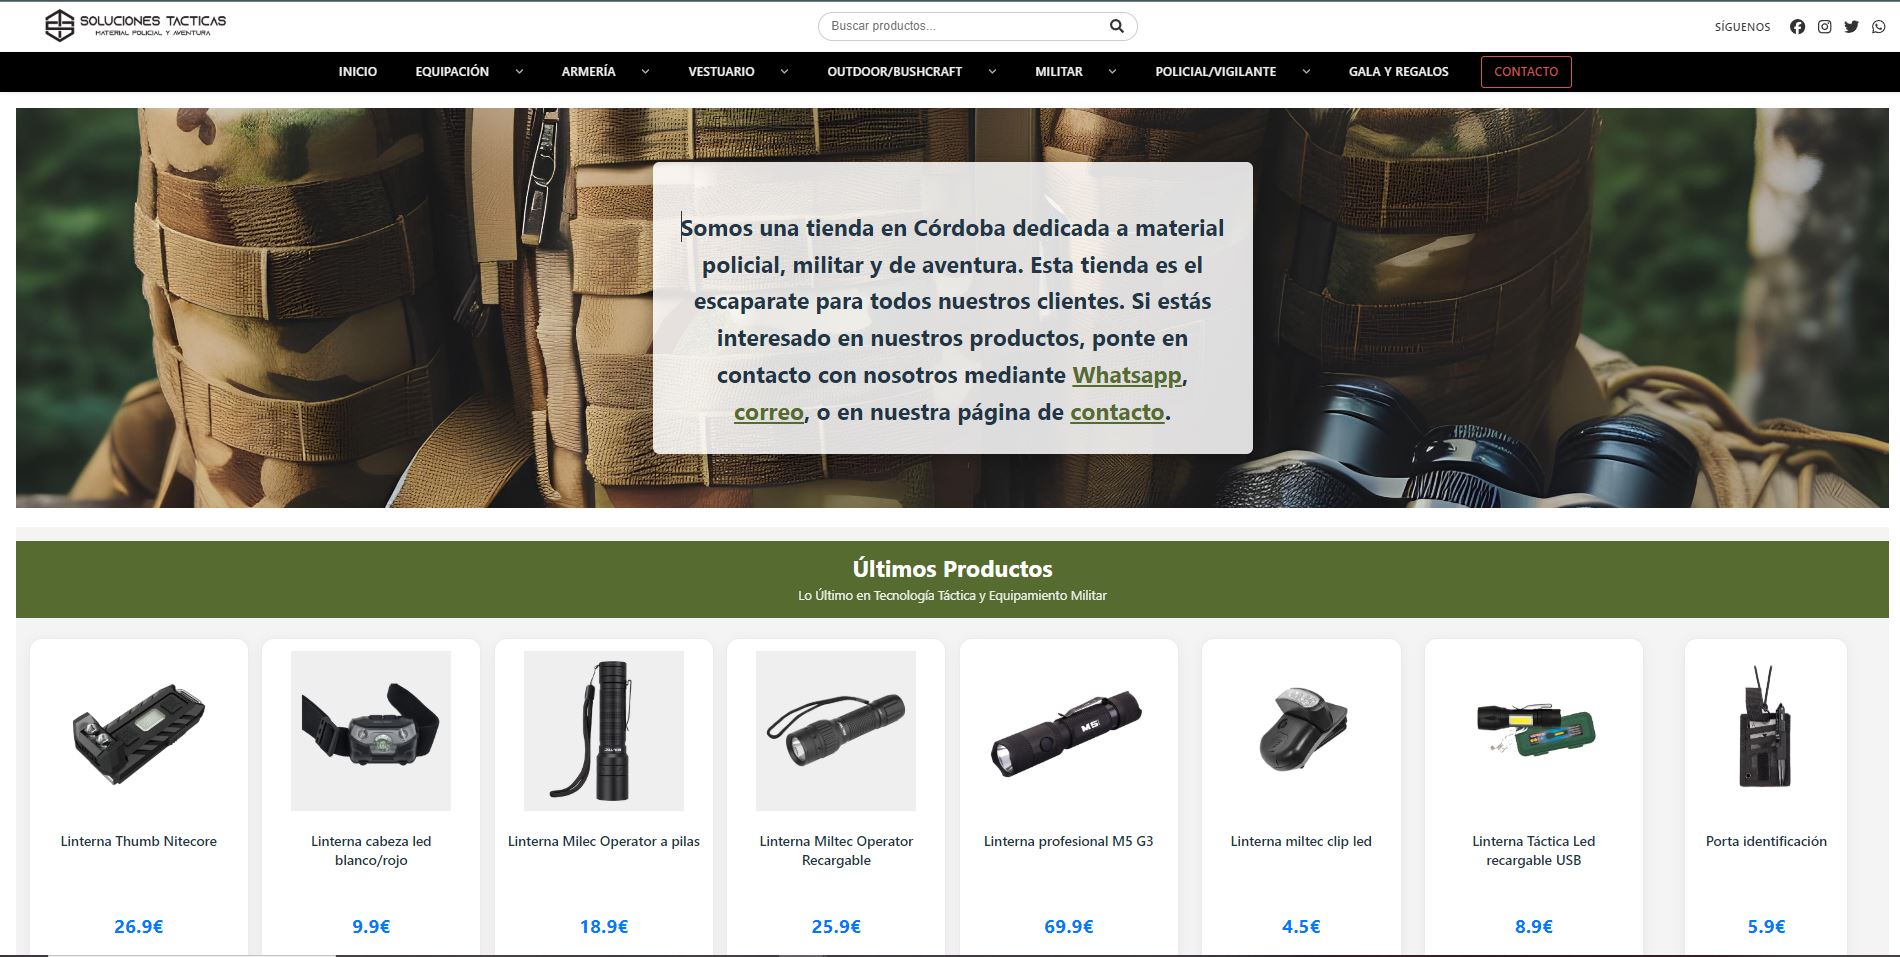 SOLUCIONES TACTICAS
MATERIAL POLICIAL Y AVENTURA
Buscar productos...
SÍGUENOS
INICIO EQUIPACIÓN ARMERÍA VESTUARIO OUTDOOR/BUSHCRAFT MILITAR POLICIAL/VIGILANTE GALA Y REGALOS CONTACTO
Somos una tienda en Córdoba dedicada a material
policial, militar y de aventura. Esta tienda es el
escaparate para todos nuestros clientes. Si estás
interesado en nuestros productos, ponte en
contacto con nosotros mediante Whatsapp,
correo, o en nuestra página de contacto.
Últimos Productos
Lo Último en Tecnología Táctica y Equipamiento Militar
M5
Linterna Thumb Nitecore
Linterna cabeza led
blanco/rojo
Linterna Milec Operator a pilas
Linterna Miltec Operator
Recargable
Linterna profesional M5 G3
Linterna miltec clip led
Linterna Táctica Led
recargable USB
Porta identificación
26.9€ 9.9€ 18.9€ 25.9€ 69.9€ 4.5€ 8.9€ 5.9€